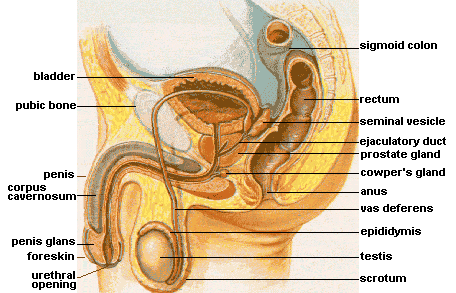 bladder
pubic bone
penis
corpus
cavernosum
penis glans
foreskin
urethral
opening
sigmoid colon
rectum
seminal vesicle
ejaculatory duct
prostate gland
cowper's gland
anus
vas deferens
epididymis
testis
scrotum